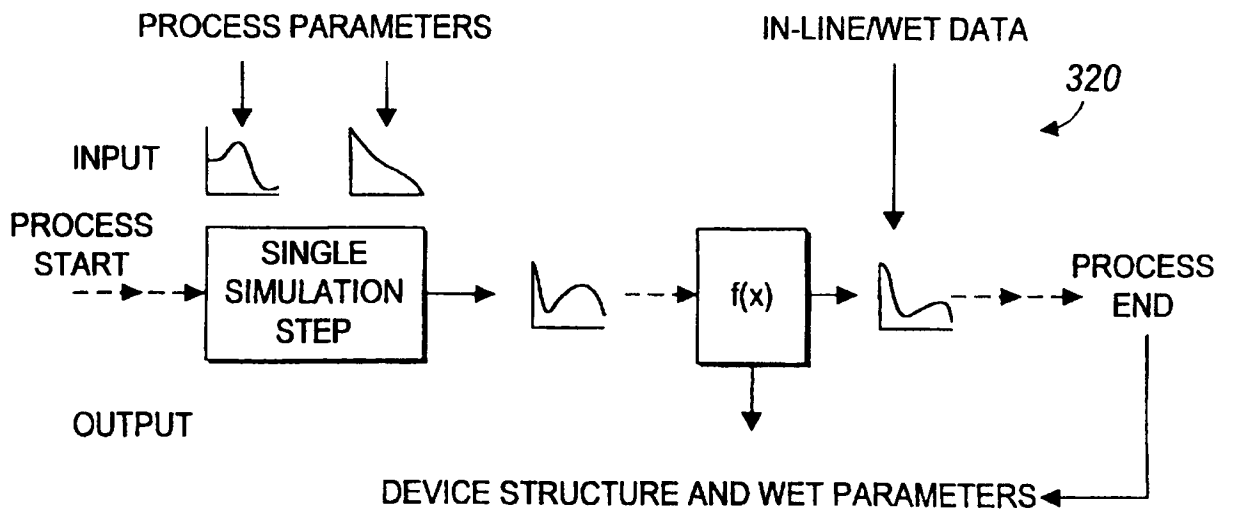 PROCESS PARAMETERS
IN-LINE/WET DATA
320
INPUT
PROCESS
START
SINGLE
SIMULATION
STEP
f(x)
PROCESS
END
OUTPUT
DEVICE STRUCTURE AND WET PARAMETERS